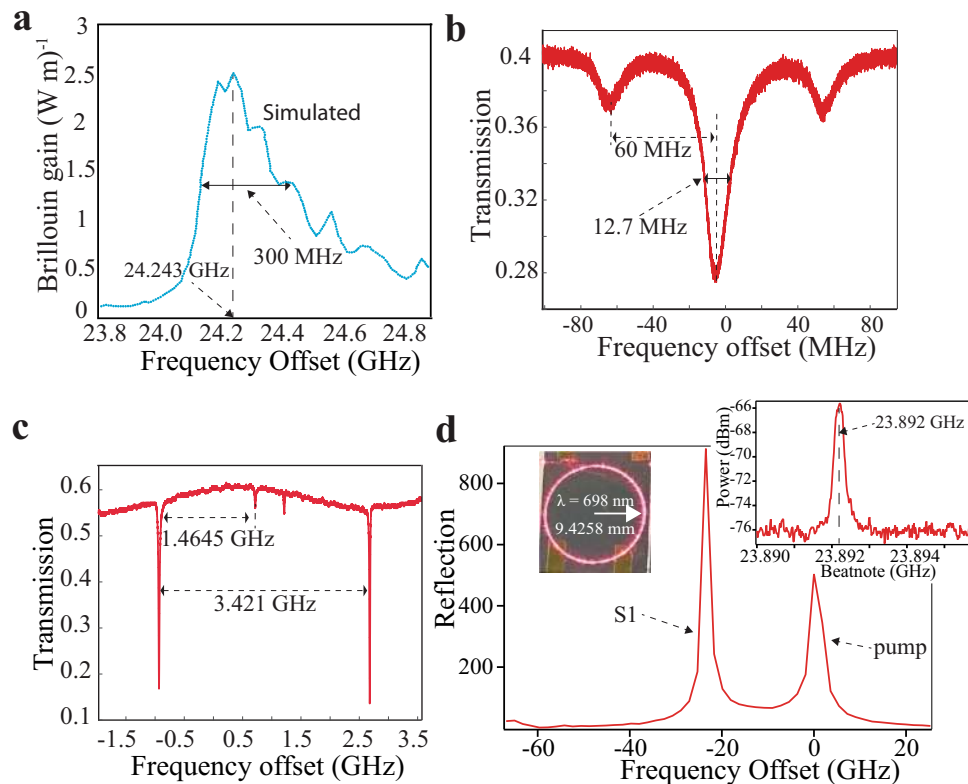 a
Brillouin gain (W m)⁻¹
3
2.5
2
1.5
1
0.5
0
Simulated
300 MHz
24.243 GHz
23.8 24.0 24.2 24.4 24.6 24.8
Frequency Offset (GHz)
b
Transmission
0.4
0.36
0.32
0.28
60 MHz
12.7 MHz
-80 -40 0 40 80
Frequency offset (MHz)
c
Transmission
0.6
0.5
0.4
0.3
0.2
0.1
1.4645 GHz
3.421 GHz
-1.5 -0.5 0.5 1.5 2.5 3.5
Frequency offset (GHz)
d
Reflection
800
600
400
200
λ = 698 nm
9.4258 mm
S1
pump
-60 -40 -20 0 20
Frequency Offset (GHz)
Power (dBm)
-66
-68
-70
-72
-74
-76
23.892 GHz
23.890 23.892 23.894
Beatnote (GHz)